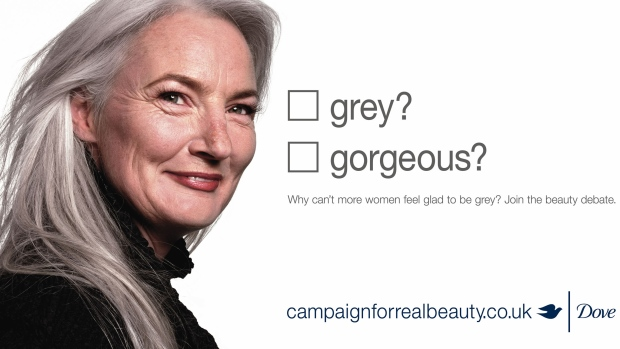 grey?
gorgeous?
Why can't more women feel glad to be grey? Join the beauty debate.
campaignforrealbeauty.co.uk Dove